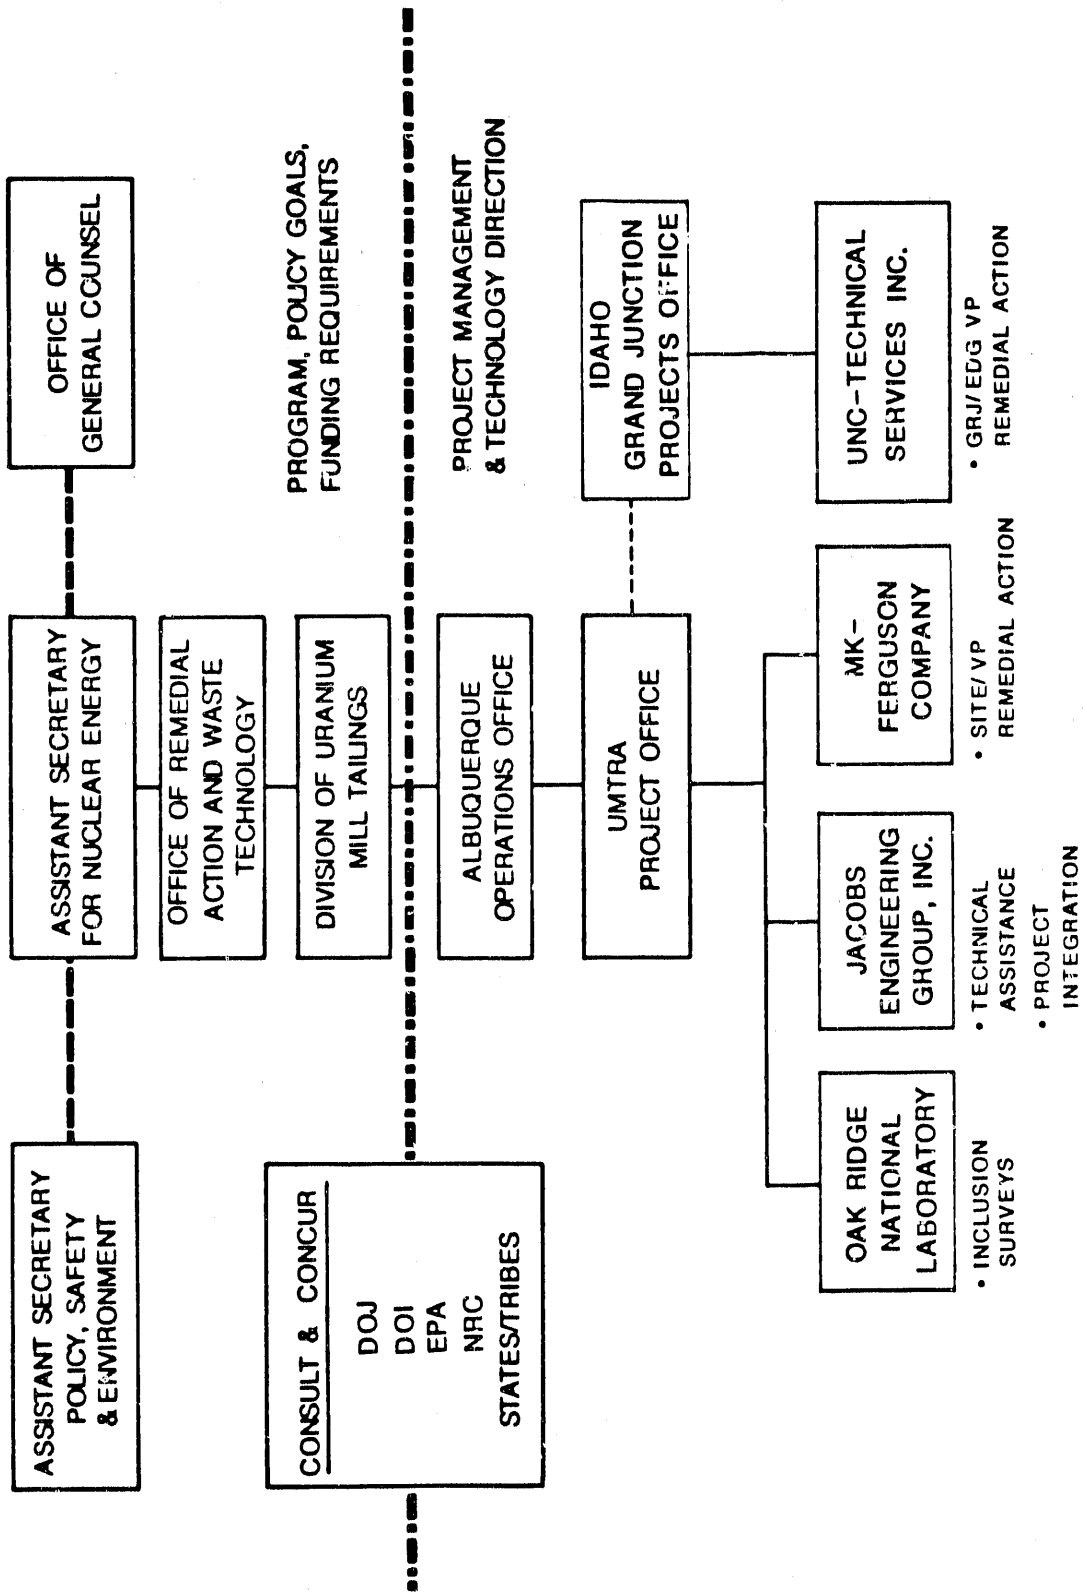 ASSISTANT SECRETARY
POLICY, SAFETY
& ENVIRONMENT
ASSISTANT SECRETARY
FOR NUCLEAR ENERGY
OFFICE OF
GENERAL COUNSEL
OFFICE OF REMEDIAL
ACTION AND WASTE
TECHNOLOGY
DIVISION OF URANIUM
MILL TAILINGS
PROGRAM, POLICY GOALS,
FUNDING REQUIREMENTS
CONSULT & CONCUR
DOJ
DOI
EPA
NRC
STATES/TRIBES
ALBUQUERQUE
OPERATIONS OFFICE
PROJECT MANAGEMENT
& TECHNOLOGY DIRECTION
UMTRA
PROJECT OFFICE
IDAHO
GRAND JUNCTION
PROJECTS OFFICE
OAK RIDGE
NATIONAL
LABORATORY
• INCLUSION
SURVEYS
JACOBS
ENGINEERING
GROUP, INC.
• TECHNICAL
ASSISTANCE
• PROJECT
INTEGRATION
MK-
FERGUSON
COMPANY
• SITE/VP
REMEDIAL ACTION
UNC-TECHNICAL
SERVICES INC.
• GRJ/EDG VP
REMEDIAL ACTION